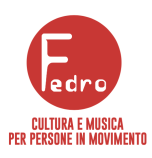 Fedro
CULTURA E MUSICA
PER PERSONE IN MOVIMENTO